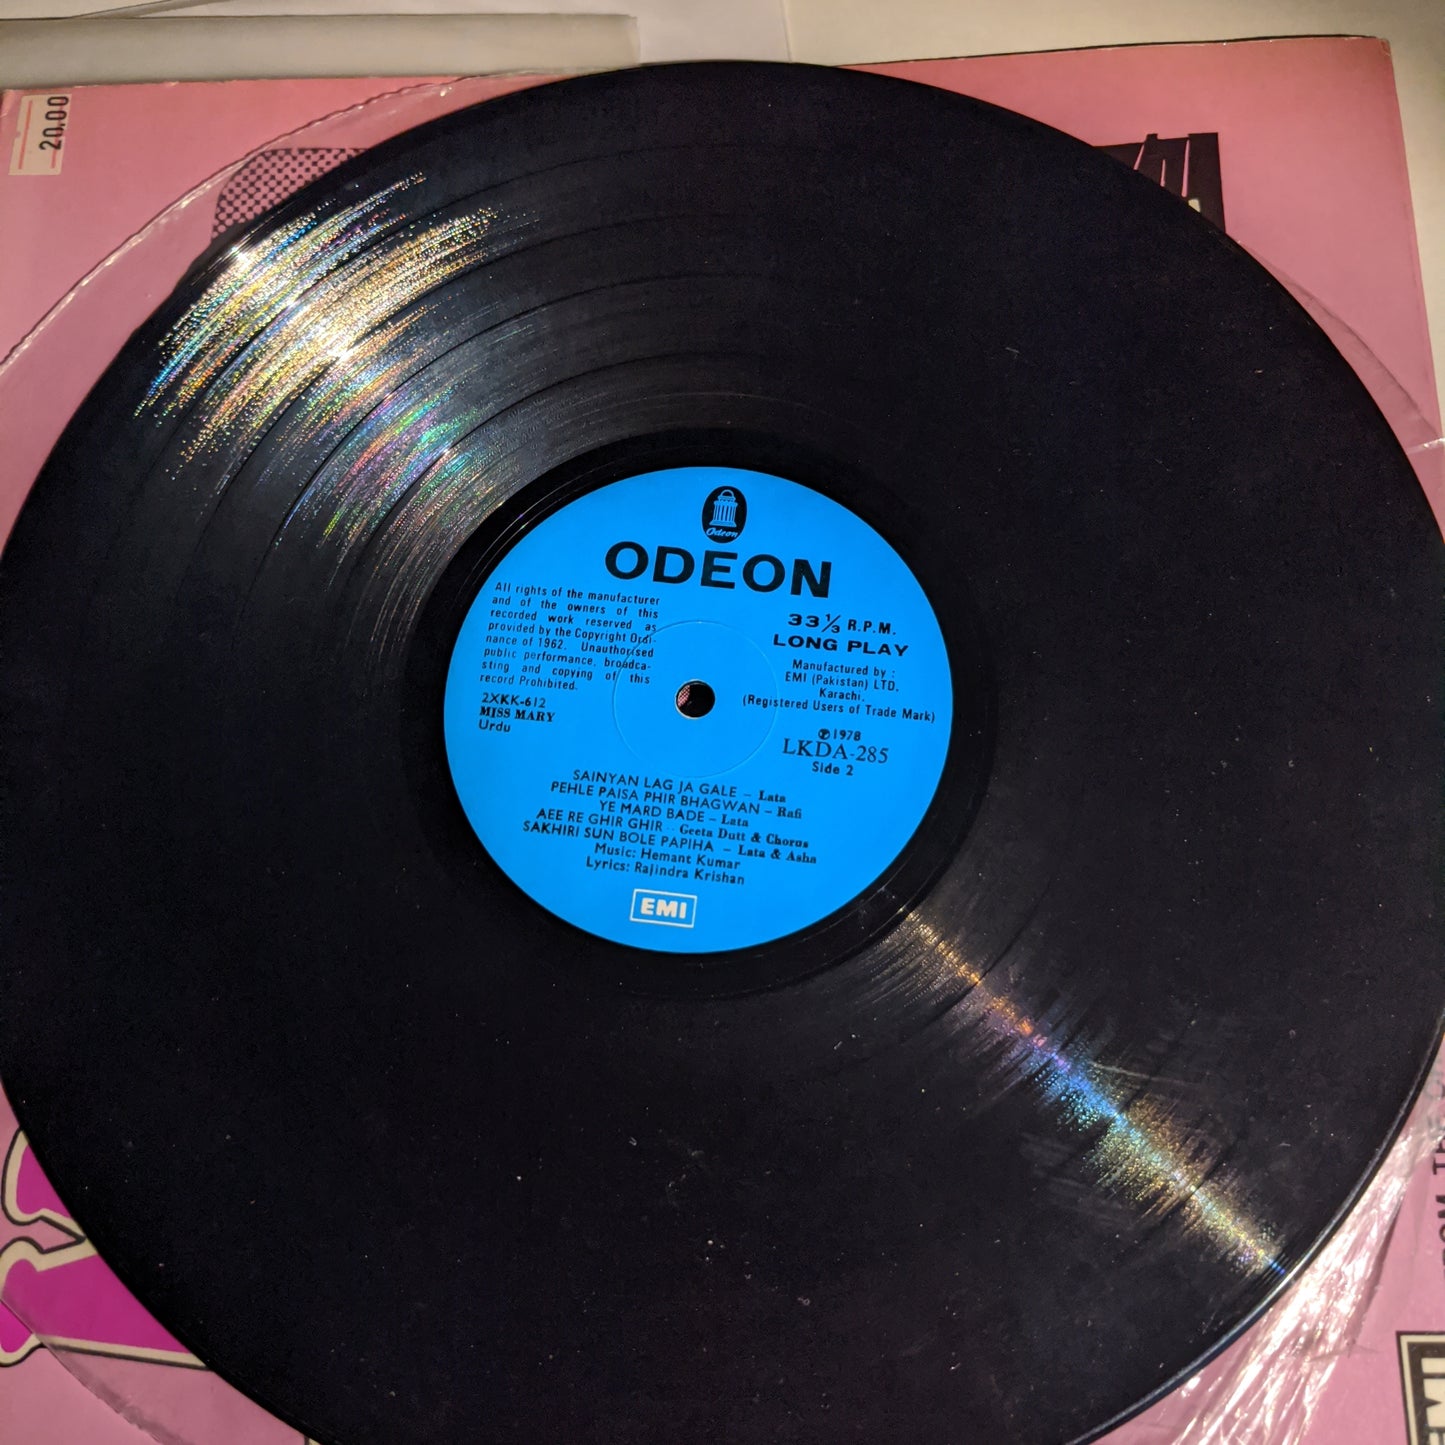 20.00
Odeon
ODEON
All rights of the manufacturer
and of the owners of this
recorded work reserved as
provided by the Copyright Ordi-
nance of 1962. Unauthorised
public performance, broadca-
sting and copying of this
record Prohibited.
33 1/3 R.P.M.
LONG PLAY
Manufactured by :
EMI (Pakistan) LTD,
Karachi.
(Registered Users of Trade Mark)
2XKK-612
MISS MARY
Urdu
Ⓟ 1978
LKDA-285
Side 2
SAINYAN LAG JA GALE – Lata
PEHLE PAISA PHIR BHAGWAN – Rafi
YE MARD BADE – Lata
AEE RE GHIR GHIR - - Geeta Dutt & Chorus
SAKHIRI SUN BOLE PAPIHA – Lata & Asha
Music: Hemant Kumar
Lyrics: Rajindra Krishan
EMI